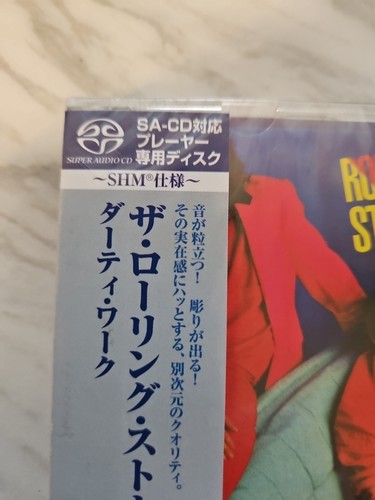 SA-CD対応
プレーヤー
専用ディスク
SUPER AUDIO CD
～SHM®仕様～
音が粒立つ! 彫りが出る!
その実在感にハッとする、別次元のクオリティ。
ザ・ローリング・スト
ダーティ・ワーク
RO
ST